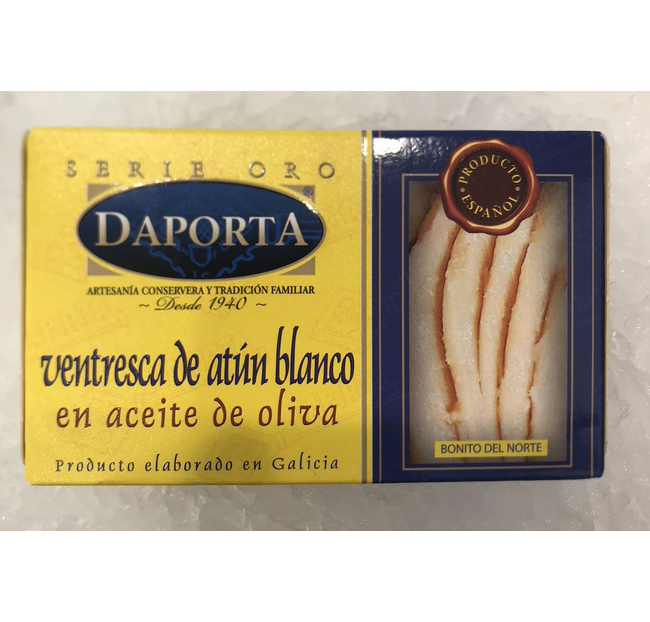 SERIE ORO
DAPORTA®
ARTESANÍA CONSERVERA Y TRADICIÓN FAMILIAR
~ Desde 1940 ~
ventresca de atún blanco
en aceite de oliva
Producto elaborado en Galicia
PRODUCTO
ESPAÑOL
BONITO DEL NORTE